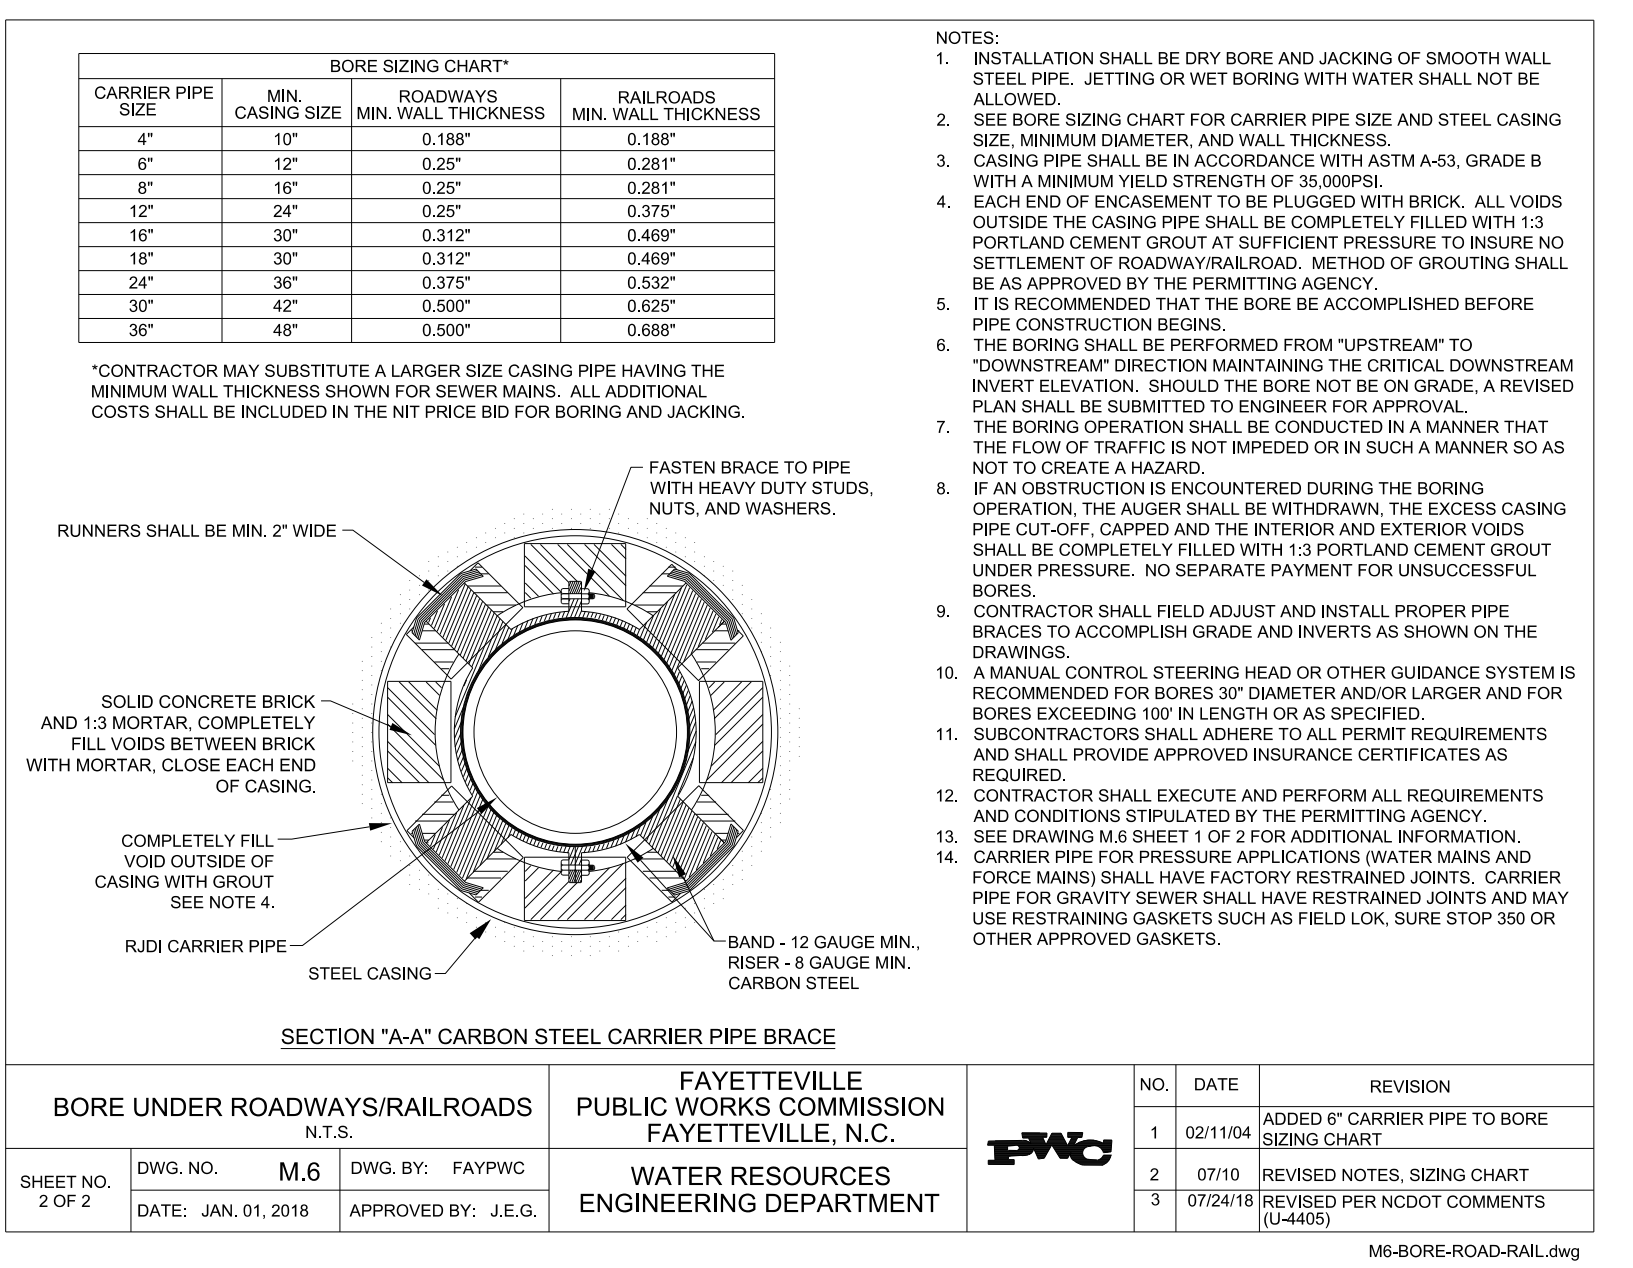 BORE SIZING CHART*
CARRIER PIPE SIZE MIN. CASING SIZE ROADWAYS MIN. WALL THICKNESS RAILROADS MIN. WALL THICKNESS
4" 10" 0.188" 0.188"
6" 12" 0.25" 0.281"
8" 16" 0.25" 0.281"
12" 24" 0.25" 0.375"
16" 30" 0.312" 0.469"
18" 30" 0.312" 0.469"
24" 36" 0.375" 0.532"
30" 42" 0.500" 0.625"
36" 48" 0.500" 0.688"
*CONTRACTOR MAY SUBSTITUTE A LARGER SIZE CASING PIPE HAVING THE
MINIMUM WALL THICKNESS SHOWN FOR SEWER MAINS. ALL ADDITIONAL
COSTS SHALL BE INCLUDED IN THE NIT PRICE BID FOR BORING AND JACKING.
FASTEN BRACE TO PIPE
WITH HEAVY DUTY STUDS,
NUTS, AND WASHERS.
RUNNERS SHALL BE MIN. 2" WIDE
SOLID CONCRETE BRICK
AND 1:3 MORTAR, COMPLETELY
FILL VOIDS BETWEEN BRICK
WITH MORTAR, CLOSE EACH END
OF CASING.
COMPLETELY FILL
VOID OUTSIDE OF
CASING WITH GROUT
SEE NOTE 4.
RJDI CARRIER PIPE
STEEL CASING
BAND - 12 GAUGE MIN.,
RISER - 8 GAUGE MIN.
CARBON STEEL
SECTION "A-A" CARBON STEEL CARRIER PIPE BRACE
NOTES:
1. INSTALLATION SHALL BE DRY BORE AND JACKING OF SMOOTH WALL
STEEL PIPE. JETTING OR WET BORING WITH WATER SHALL NOT BE
ALLOWED.
2. SEE BORE SIZING CHART FOR CARRIER PIPE SIZE AND STEEL CASING
SIZE, MINIMUM DIAMETER, AND WALL THICKNESS.
3. CASING PIPE SHALL BE IN ACCORDANCE WITH ASTM A-53, GRADE B
WITH A MINIMUM YIELD STRENGTH OF 35,000PSI.
4. EACH END OF ENCASEMENT TO BE PLUGGED WITH BRICK. ALL VOIDS
OUTSIDE THE CASING PIPE SHALL BE COMPLETELY FILLED WITH 1:3
PORTLAND CEMENT GROUT AT SUFFICIENT PRESSURE TO INSURE NO
SETTLEMENT OF ROADWAY/RAILROAD. METHOD OF GROUTING SHALL
BE AS APPROVED BY THE PERMITTING AGENCY.
5. IT IS RECOMMENDED THAT THE BORE BE ACCOMPLISHED BEFORE
PIPE CONSTRUCTION BEGINS.
6. THE BORING SHALL BE PERFORMED FROM "UPSTREAM" TO
"DOWNSTREAM" DIRECTION MAINTAINING THE CRITICAL DOWNSTREAM
INVERT ELEVATION. SHOULD THE BORE NOT BE ON GRADE, A REVISED
PLAN SHALL BE SUBMITTED TO ENGINEER FOR APPROVAL.
7. THE BORING OPERATION SHALL BE CONDUCTED IN A MANNER THAT
THE FLOW OF TRAFFIC IS NOT IMPEDED OR IN SUCH A MANNER SO AS
NOT TO CREATE A HAZARD.
8. IF AN OBSTRUCTION IS ENCOUNTERED DURING THE BORING
OPERATION, THE AUGER SHALL BE WITHDRAWN, THE EXCESS CASING
PIPE CUT-OFF, CAPPED AND THE INTERIOR AND EXTERIOR VOIDS
SHALL BE COMPLETELY FILLED WITH 1:3 PORTLAND CEMENT GROUT
UNDER PRESSURE. NO SEPARATE PAYMENT FOR UNSUCCESSFUL
BORES.
9. CONTRACTOR SHALL FIELD ADJUST AND INSTALL PROPER PIPE
BRACES TO ACCOMPLISH GRADE AND INVERTS AS SHOWN ON THE
DRAWINGS.
10. A MANUAL CONTROL STEERING HEAD OR OTHER GUIDANCE SYSTEM IS
RECOMMENDED FOR BORES 30" DIAMETER AND/OR LARGER AND FOR
BORES EXCEEDING 100' IN LENGTH OR AS SPECIFIED.
11. SUBCONTRACTORS SHALL ADHERE TO ALL PERMIT REQUIREMENTS
AND SHALL PROVIDE APPROVED INSURANCE CERTIFICATES AS
REQUIRED.
12. CONTRACTOR SHALL EXECUTE AND PERFORM ALL REQUIREMENTS
AND CONDITIONS STIPULATED BY THE PERMITTING AGENCY.
13. SEE DRAWING M.6 SHEET 1 OF 2 FOR ADDITIONAL INFORMATION.
14. CARRIER PIPE FOR PRESSURE APPLICATIONS (WATER MAINS AND
FORCE MAINS) SHALL HAVE FACTORY RESTRAINED JOINTS. CARRIER
PIPE FOR GRAVITY SEWER SHALL HAVE RESTRAINED JOINTS AND MAY
USE RESTRAINING GASKETS SUCH AS FIELD LOK, SURE STOP 350 OR
OTHER APPROVED GASKETS.
BORE UNDER ROADWAYS/RAILROADS
N.T.S.
SHEET NO.
2 OF 2
DWG. NO. M.6
DWG. BY: FAYPWC
DATE: JAN. 01, 2018
APPROVED BY: J.E.G.
FAYETTEVILLE
PUBLIC WORKS COMMISSION
FAYETTEVILLE, N.C.
WATER RESOURCES
ENGINEERING DEPARTMENT
PWC
NO. DATE REVISION
1 02/11/04 ADDED 6" CARRIER PIPE TO BORE
SIZING CHART
2 07/10 REVISED NOTES, SIZING CHART
3 07/24/18 REVISED PER NCDOT COMMENTS
(U-4405)
M6-BORE-ROAD-RAIL.dwg